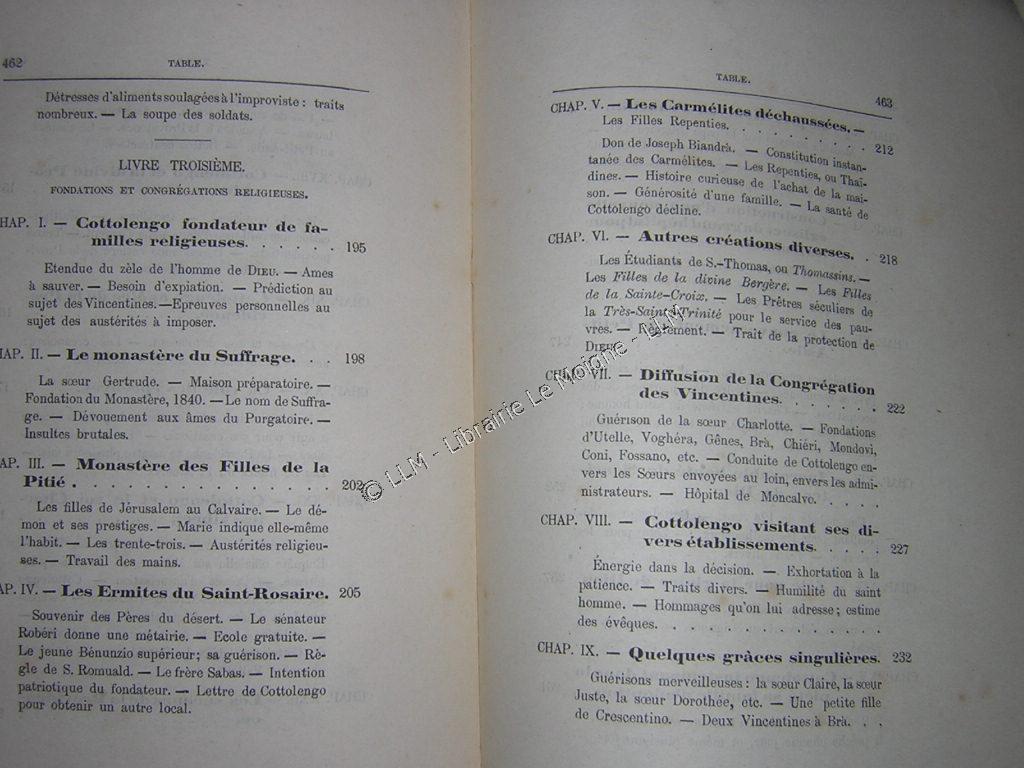 462
TABLE.
Détresses d'aliments soulagées à l'improviste : traits
nombreux. — La soupe des soldats.
LIVRE TROISIÈME.
FONDATIONS ET CONGRÉGATIONS RELIGIEUSES.
HAP. I. — Cottolengo fondateur de fa-
milles religieuses. . . . . . 195
Etendue du zèle de l'homme de DIEU. — Ames
à sauver. — Besoin d'expiation. — Prédiction au
sujet des Vincentines. — Epreuves personnelles au
sujet des austérités à imposer.
HAP. II. — Le monastère du Suffrage. . . 198
La sœur Gertrude. — Maison préparatoire. —
Fondation du Monastère, 1840. — Le nom de Suffra-
ge. — Dévouement aux âmes du Purgatoire. —
Insultes brutales.
AP. III. — Monastère des Filles de la
Pitié . . . . . . . . . . . . . . 202
Les filles de Jérusalem au Calvaire. — Le dé-
mon et ses prestiges. — Marie indique elle-même
l'habit. — Les trente-trois. — Austérités religieu-
ses. — Travail des mains.
AP. IV. — Les Ermites du Saint-Rosaire. 205
Souvenir des Pères du désert. — Le sénateur
Robéri donne une métairie. — Ecole gratuite. —
Le jeune Bénunzio supérieur ; sa guérison. — Rè-
gle de S. Romuald. — Le frère Sabas. — Intention
patriotique du fondateur. — Lettre de Cottolengo
pour obtenir un autre local.
TABLE.
463
CHAP. V. — Les Carmélites déchaussées. —
Les Filles Repenties. . . . . . . . . 212
Don de Joseph Biandrà. — Constitution instan-
tanée des Carmélites. — Les Repenties, ou Thaï-
dines. — Histoire curieuse de l'achat de la mai-
son. — Générosité d'une famille. — La santé de
Cottolengo décline.
CHAP. VI. — Autres créations diverses. . 218
Les Étudiants de S.-Thomas, ou Thomassins. —
Les Filles de la divine Bergère. — Les Filles
de la Sainte-Croix. — Les Prêtres séculiers de
la Très-Sainte-Trinité pour le service des pau-
vres. — Règlement. — Trait de la protection de
DIEU.
CHAP. VII. — Diffusion de la Congrégation
des Vincentines. . . . . . . . 222
Guérison de la sœur Charlotte. — Fondations
d'Utelle, Voghéra, Gênes, Brà, Chiéri, Mondovi,
Coni, Fossano, etc. — Conduite de Cottolengo en-
vers les Sœurs envoyées au loin, envers les admi-
nistrateurs. — Hôpital de Moncalvo.
CHAP. VIII. — Cottolengo visitant ses di-
vers établissements. . . . . 227
Énergie dans la décision. — Exhortation à la
patience. — Traits divers. — Humilité du saint
homme. — Hommages qu'on lui adresse ; estime
des évêques. . . . . . . . . . . . .
CHAP. IX. — Quelques grâces singulières. 232
Guérisons merveilleuses : la sœur Claire, la sœur
Juste, la sœur Dorothée, etc. — Une petite fille
de Crescentino. — Deux Vincentines à Brà. . .
© LLM - Librairie Le Moigne - LLM